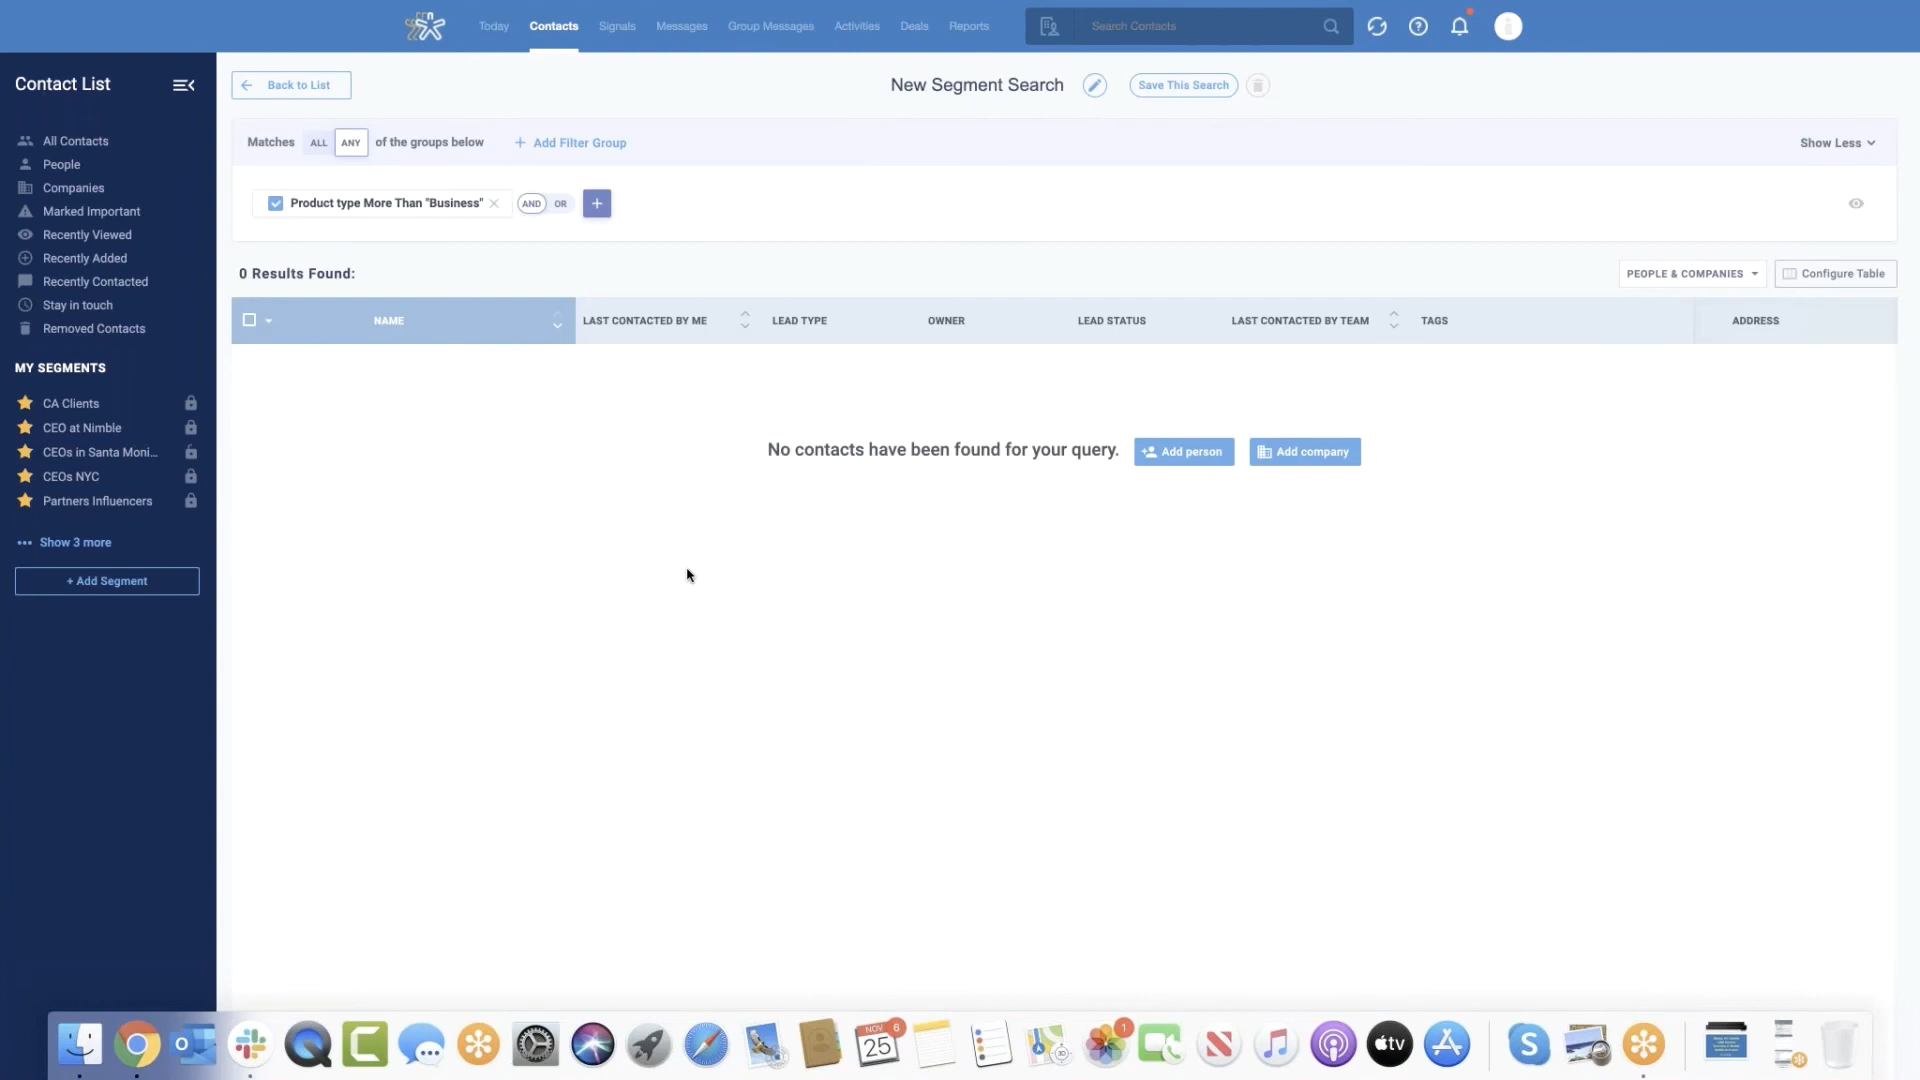 Today Contacts Signals Messages Group Messages Activities Deals Reports Search Contacts
Contact List
Back to List
New Segment Search
Save This Search
Matches ALL ANY of the groups below + Add Filter Group
Show Less
Product type More Than "Business" AND OR +
0 Results Found:
PEOPLE & COMPANIES
Configure Table
NAME LAST CONTACTED BY ME LEAD TYPE OWNER LEAD STATUS LAST CONTACTED BY TEAM TAGS ADDRESS
No contacts have been found for your query.
Add person
Add company
All Contacts
People
Companies
Marked Important
Recently Viewed
Recently Added
Recently Contacted
Stay in touch
Removed Contacts
MY SEGMENTS
CA Clients
CEO at Nimble
CEOs in Santa Moni...
CEOs NYC
Partners Influencers
Show 3 more
+ Add Segment
NOV
25
6
1
tv
S